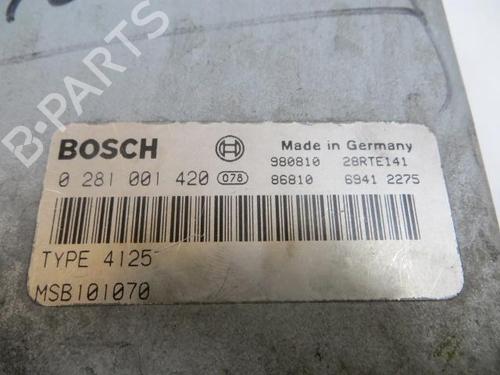 B-PARTS
BOSCH
Made in Germany
980810 28RTE141
0 281 001 420 078
86810 6941 2275
TYPE 4125
MSB101070